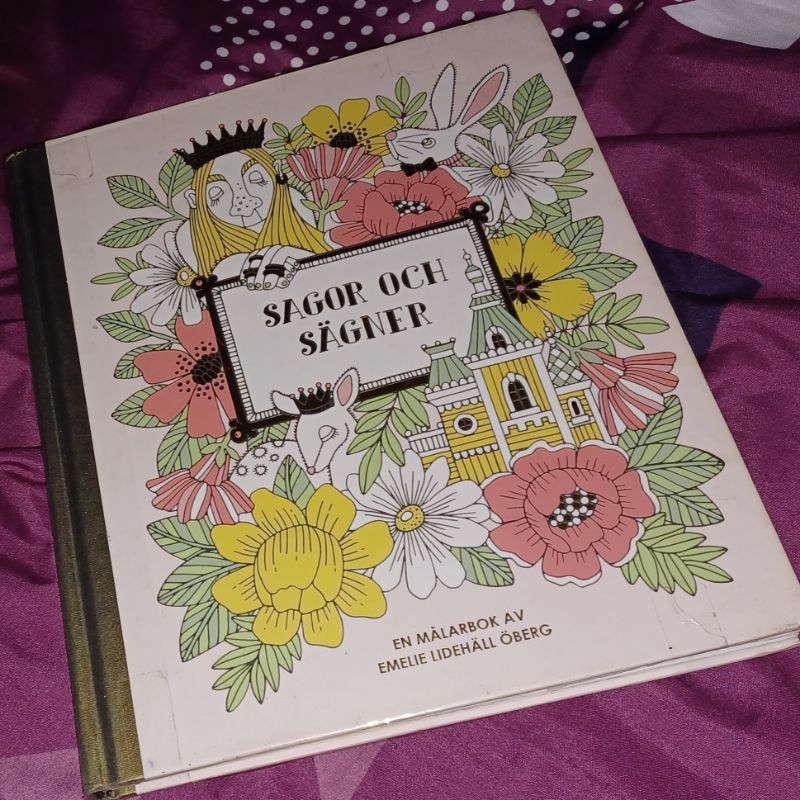 SAGOR OCH
SÄGNER
EN MÅLARBOK AV
EMELIE LIDEHÄLL ÖBERG